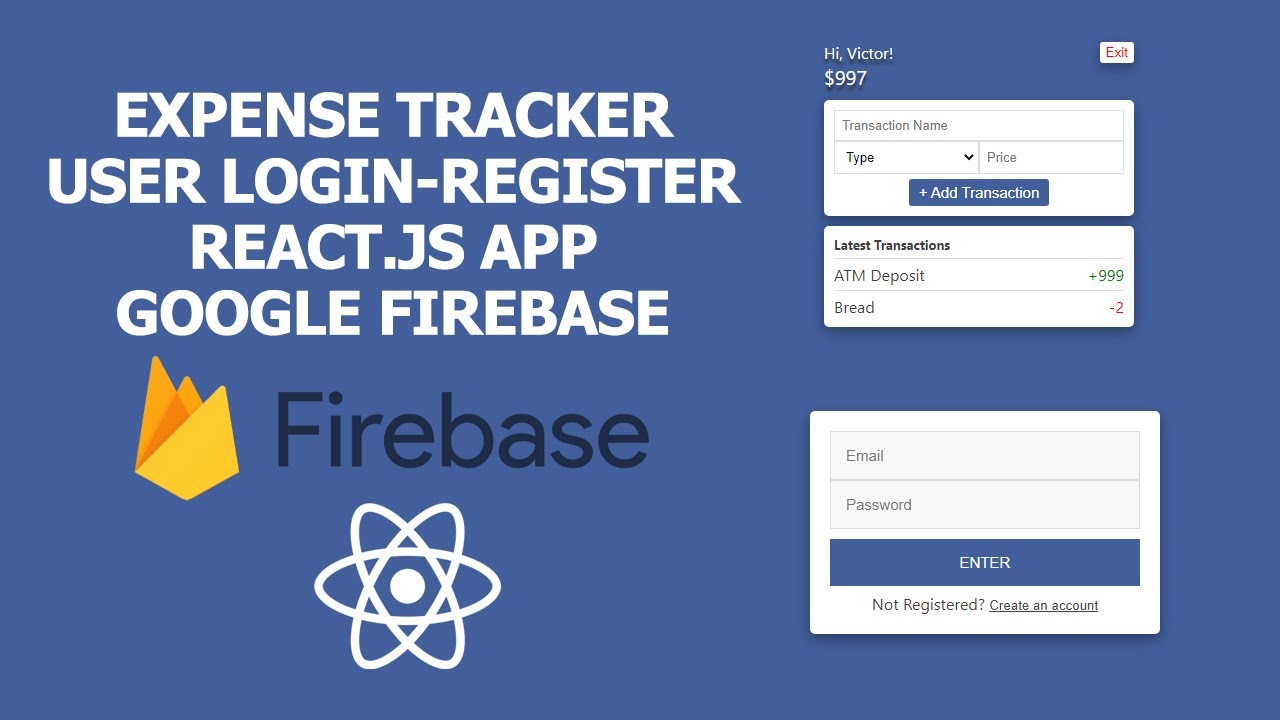 EXPENSE TRACKER
USER LOGIN-REGISTER
REACT.JS APP
GOOGLE FIREBASE
Firebase
Hi, Victor!
Exit
$997
Transaction Name
Type
Price
+ Add Transaction
Latest Transactions
ATM Deposit +999
Bread -2
Email
Password
ENTER
Not Registered? Create an account